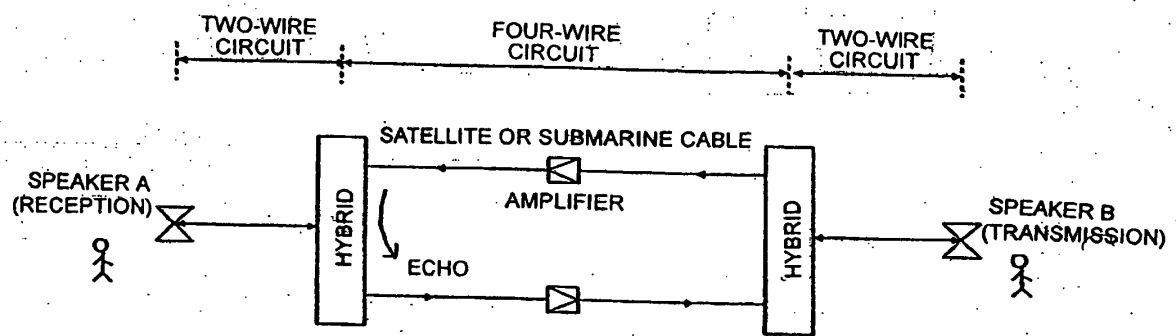 TWO-WIRE
CIRCUIT
FOUR-WIRE
CIRCUIT
TWO-WIRE
CIRCUIT
SATELLITE OR SUBMARINE CABLE
AMPLIFIER
SPEAKER A
(RECEPTION)
HYBRID
ECHO
HYBRID
SPEAKER B
(TRANSMISSION)